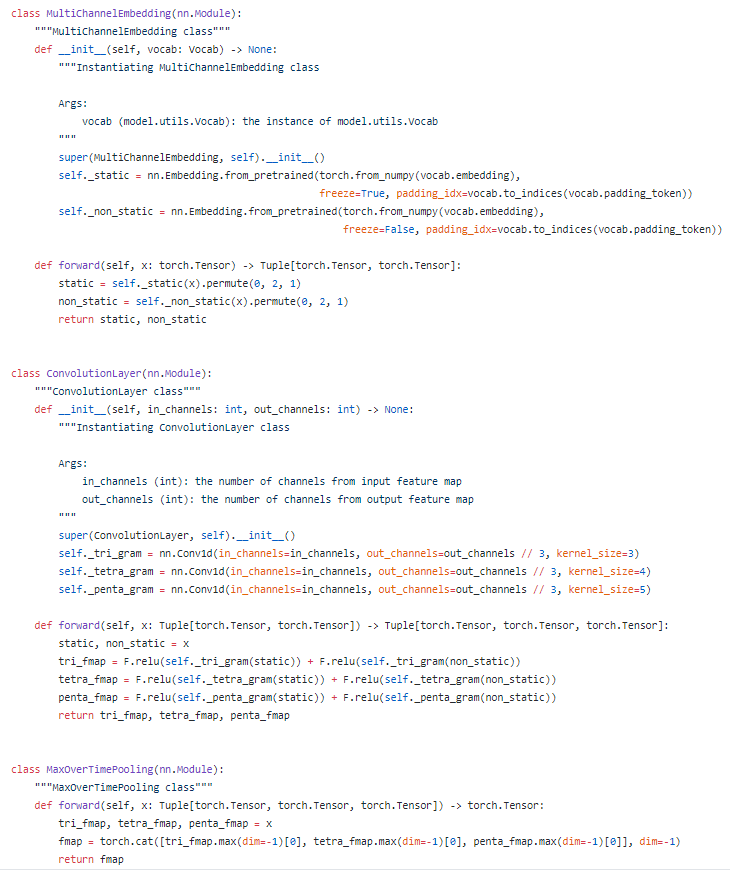 class MultiChannelEmbedding(nn.Module):
    """MultiChannelEmbedding class"""
    def __init__(self, vocab: Vocab) -> None:
        """Instantiating MultiChannelEmbedding class

        Args:
            vocab (model.utils.Vocab): the instance of model.utils.Vocab
        """
        super(MultiChannelEmbedding, self).__init__()
        self._static = nn.Embedding.from_pretrained(torch.from_numpy(vocab.embedding),
                                                    freeze=True, padding_idx=vocab.to_indices(vocab.padding_token))
        self._non_static = nn.Embedding.from_pretrained(torch.from_numpy(vocab.embedding),
                                                        freeze=False, padding_idx=vocab.to_indices(vocab.padding_token))

    def forward(self, x: torch.Tensor) -> Tuple[torch.Tensor, torch.Tensor]:
        static = self._static(x).permute(0, 2, 1)
        non_static = self._non_static(x).permute(0, 2, 1)
        return static, non_static


class ConvolutionLayer(nn.Module):
    """ConvolutionLayer class"""
    def __init__(self, in_channels: int, out_channels: int) -> None:
        """Instantiating ConvolutionLayer class

        Args:
            in_channels (int): the number of channels from input feature map
            out_channels (int): the number of channels from output feature map
        """
        super(ConvolutionLayer, self).__init__()
        self._tri_gram = nn.Conv1d(in_channels=in_channels, out_channels=out_channels // 3, kernel_size=3)
        self._tetra_gram = nn.Conv1d(in_channels=in_channels, out_channels=out_channels // 3, kernel_size=4)
        self._penta_gram = nn.Conv1d(in_channels=in_channels, out_channels=out_channels // 3, kernel_size=5)

    def forward(self, x: Tuple[torch.Tensor, torch.Tensor]) -> Tuple[torch.Tensor, torch.Tensor, torch.Tensor]:
        static, non_static = x
        tri_fmap = F.relu(self._tri_gram(static)) + F.relu(self._tri_gram(non_static))
        tetra_fmap = F.relu(self._tetra_gram(static)) + F.relu(self._tetra_gram(non_static))
        penta_fmap = F.relu(self._penta_gram(static)) + F.relu(self._penta_gram(non_static))
        return tri_fmap, tetra_fmap, penta_fmap


class MaxOverTimePooling(nn.Module):
    """MaxOverTimePooling class"""
    def forward(self, x: Tuple[torch.Tensor, torch.Tensor, torch.Tensor]) -> torch.Tensor:
        tri_fmap, tetra_fmap, penta_fmap = x
        fmap = torch.cat([tri_fmap.max(dim=-1)[0], tetra_fmap.max(dim=-1)[0], penta_fmap.max(dim=-1)[0]], dim=-1)
        return fmap